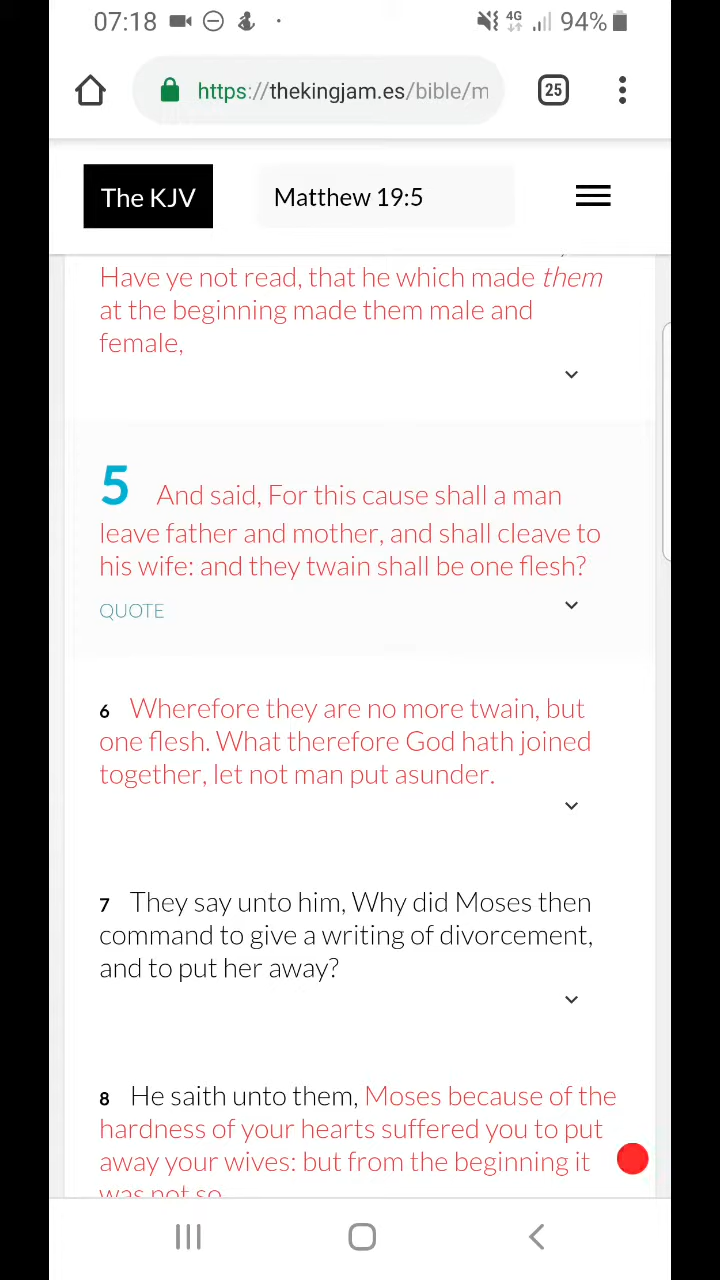 07:18 4G 94%
https://thekingjam.es/bible/m 25
The KJV Matthew 19:5
Have ye not read, that he which made them
at the beginning made them male and
female,
5 And said, For this cause shall a man
leave father and mother, and shall cleave to
his wife: and they twain shall be one flesh?
QUOTE
6 Wherefore they are no more twain, but
one flesh. What therefore God hath joined
together, let not man put asunder.
7 They say unto him, Why did Moses then
command to give a writing of divorcement,
and to put her away?
8 He saith unto them, Moses because of the
hardness of your hearts suffered you to put
away your wives: but from the beginning it
was not so